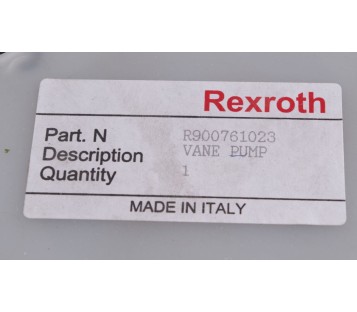 Rexroth
Part. N R900761023
Description VANE PUMP
Quantity 1
MADE IN ITALY